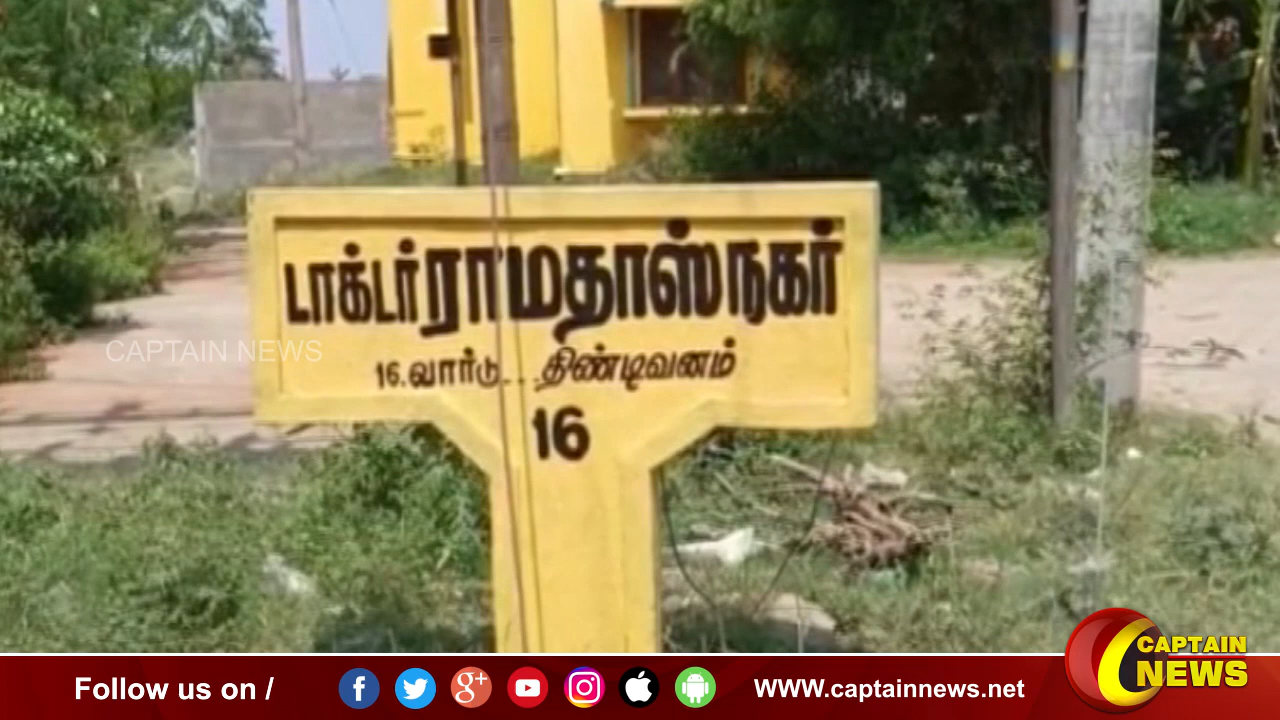 டாக்டர் ராமதாஸ் நகர்
16.வார்டு...திண்டிவனம்
16
CAPTAIN NEWS
Follow us on /
WWW.captainnews.net
CAPTAIN
NEWS